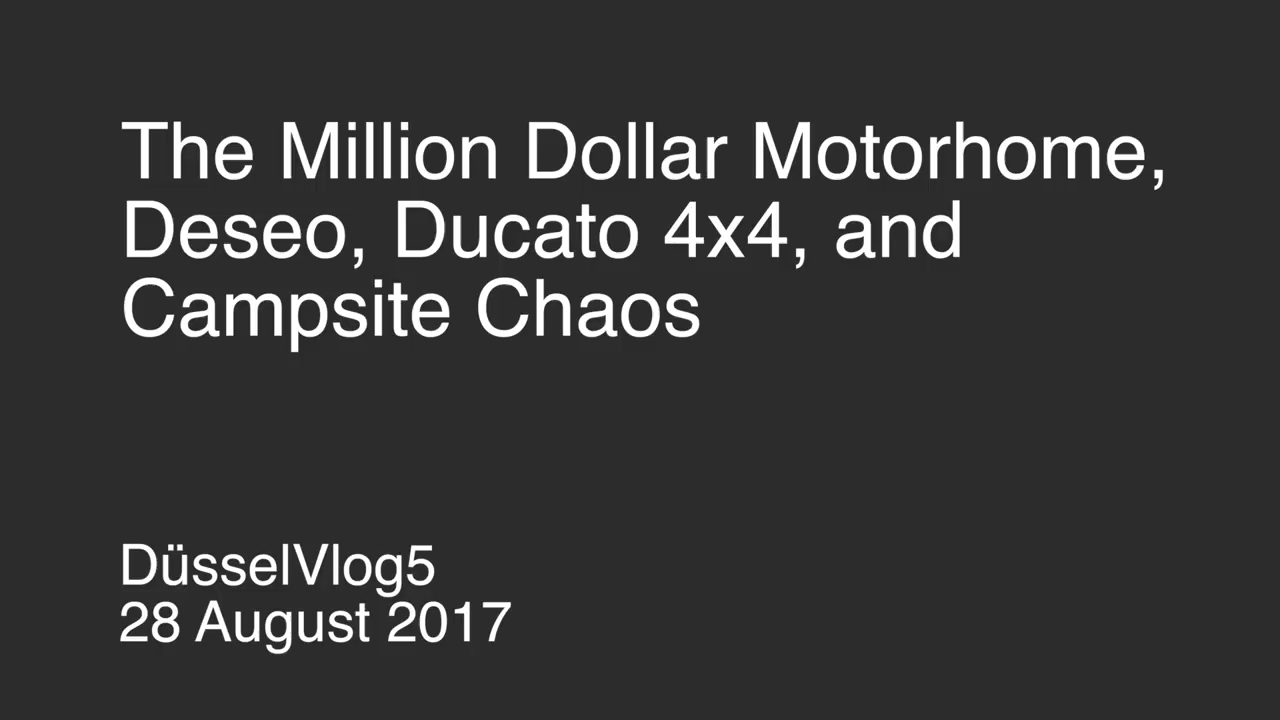 The Million Dollar Motorhome,
Deseo, Ducato 4x4, and
Campsite Chaos
DüsselVlog5
28 August 2017